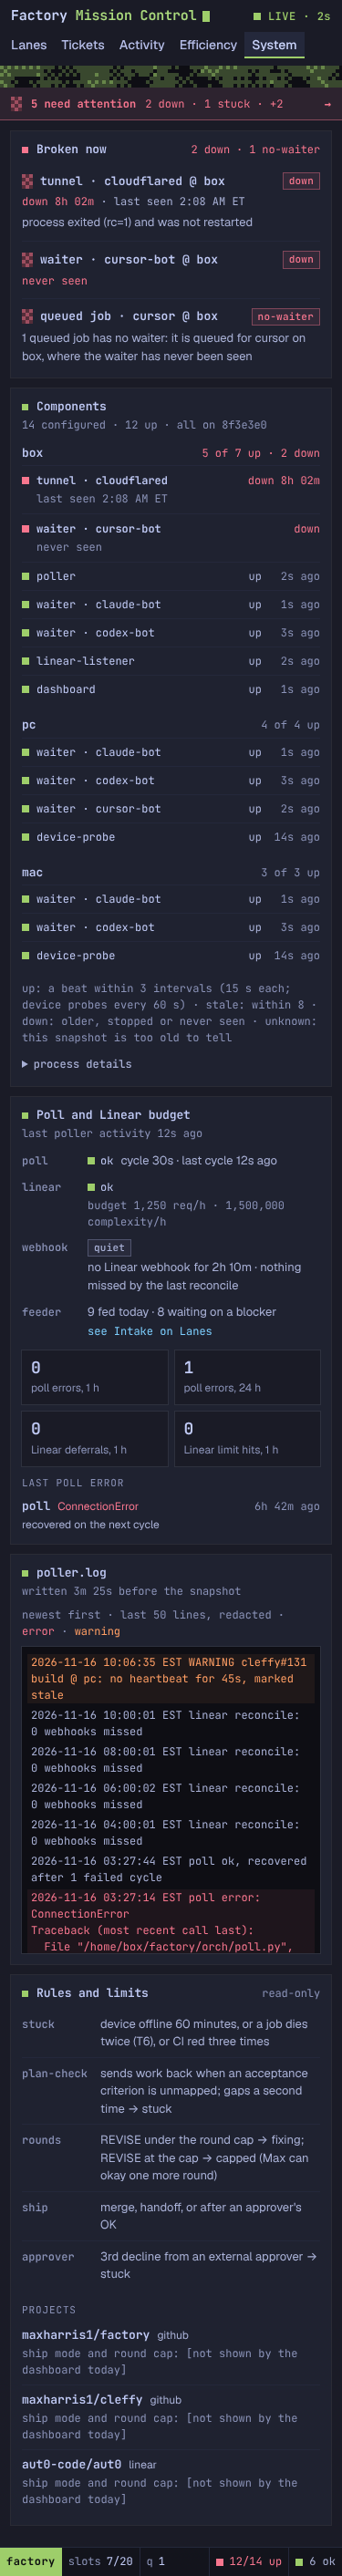 Factory Mission Control
LIVE · 2s
Lanes Tickets Activity Efficiency System
5 need attention 2 down · 1 stuck · +2 →
Broken now 2 down · 1 no-waiter
tunnel · cloudflared @ box down
down 8h 02m · last seen 2:08 AM ET
process exited (rc=1) and was not restarted
waiter · cursor-bot @ box down
never seen
queued job · cursor @ box no-waiter
1 queued job has no waiter: it is queued for cursor on
box, where the waiter has never been seen
Components
14 configured · 12 up · all on 8f3e3e0
box 5 of 7 up · 2 down
tunnel · cloudflared down 8h 02m
last seen 2:08 AM ET
waiter · cursor-bot down
never seen
poller up 2s ago
waiter · claude-bot up 1s ago
waiter · codex-bot up 3s ago
linear-listener up 2s ago
dashboard up 1s ago
pc 4 of 4 up
waiter · claude-bot up 1s ago
waiter · codex-bot up 3s ago
waiter · cursor-bot up 2s ago
device-probe up 14s ago
mac 3 of 3 up
waiter · claude-bot up 1s ago
waiter · codex-bot up 3s ago
device-probe up 14s ago
up: a beat within 3 intervals (15 s each;
device probes every 60 s) · stale: within 8 ·
down: older, stopped or never seen · unknown:
this snapshot is too old to tell
▶ process details
Poll and Linear budget
last poller activity 12s ago
poll ok cycle 30s · last cycle 12s ago
linear ok
budget 1,250 req/h · 1,500,000
complexity/h
webhook quiet
no Linear webhook for 2h 10m · nothing
missed by the last reconcile
feeder 9 fed today · 8 waiting on a blocker
see Intake on Lanes
0 1
poll errors, 1 h poll errors, 24 h
0 0
Linear deferrals, 1 h Linear limit hits, 1 h
LAST POLL ERROR
poll ConnectionError 6h 42m ago
recovered on the next cycle
poller.log
written 3m 25s before the snapshot
newest first · last 50 lines, redacted ·
error · warning
2026-11-16 10:06:35 EST WARNING cleffy#131
build @ pc: no heartbeat for 45s, marked
stale
2026-11-16 10:00:01 EST linear reconcile:
0 webhooks missed
2026-11-16 08:00:01 EST linear reconcile:
0 webhooks missed
2026-11-16 06:00:02 EST linear reconcile:
0 webhooks missed
2026-11-16 04:00:01 EST linear reconcile:
0 webhooks missed
2026-11-16 03:27:44 EST poll ok, recovered
after 1 failed cycle
2026-11-16 03:27:14 EST poll error:
ConnectionError
Traceback (most recent call last):
File "/home/box/factory/orch/poll.py",
Rules and limits read-only
stuck device offline 60 minutes, or a job dies
twice (T6), or CI red three times
plan-check sends work back when an acceptance
criterion is unmapped; gaps a second
time → stuck
rounds REVISE under the round cap → fixing;
REVISE at the cap → capped (Max can
okay one more round)
ship merge, handoff, or after an approver's
OK
approver 3rd decline from an external approver →
stuck
PROJECTS
maxharris1/factory github
ship mode and round cap: [not shown by the
dashboard today]
maxharris1/cleffy github
ship mode and round cap: [not shown by the
dashboard today]
aut0-code/aut0 linear
ship mode and round cap: [not shown by the
dashboard today]
factory slots 7/20 q 1 12/14 up 6 ok